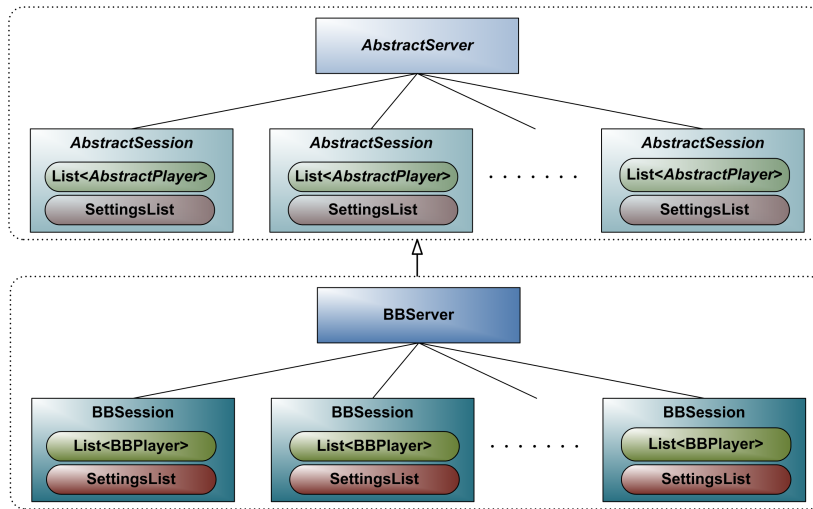 AbstractServer
AbstractSession
List<AbstractPlayer>
SettingsList
AbstractSession
List<AbstractPlayer>
SettingsList
AbstractSession
List<AbstractPlayer>
SettingsList
BBServer
BBSession
List<BBPlayer>
SettingsList
BBSession
List<BBPlayer>
SettingsList
BBSession
List<BBPlayer>
SettingsList